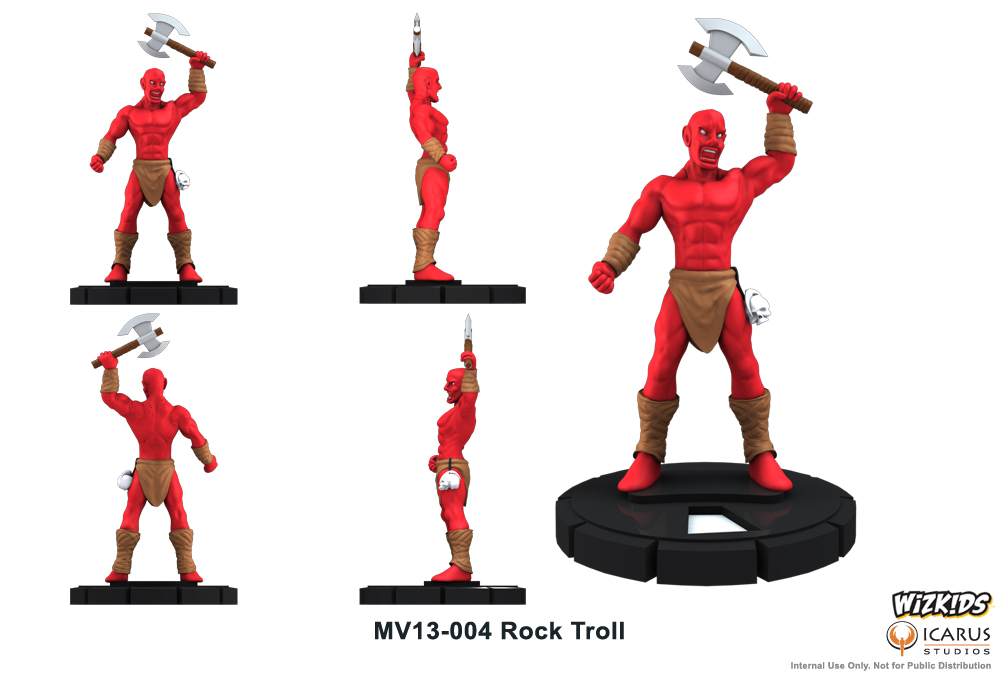 MV13-004 Rock Troll
WIZKIDS
ICARUS
STUDIOS
Internal Use Only. Not for Public Distribution